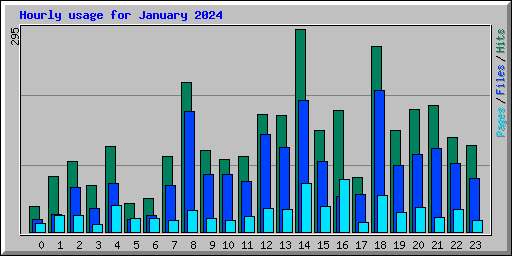 Hourly usage for January 2024
295
Pages / Files / Hits
0 1 2 3 4 5 6 7 8 9 10 11 12 13 14 15 16 17 18 19 20 21 22 23